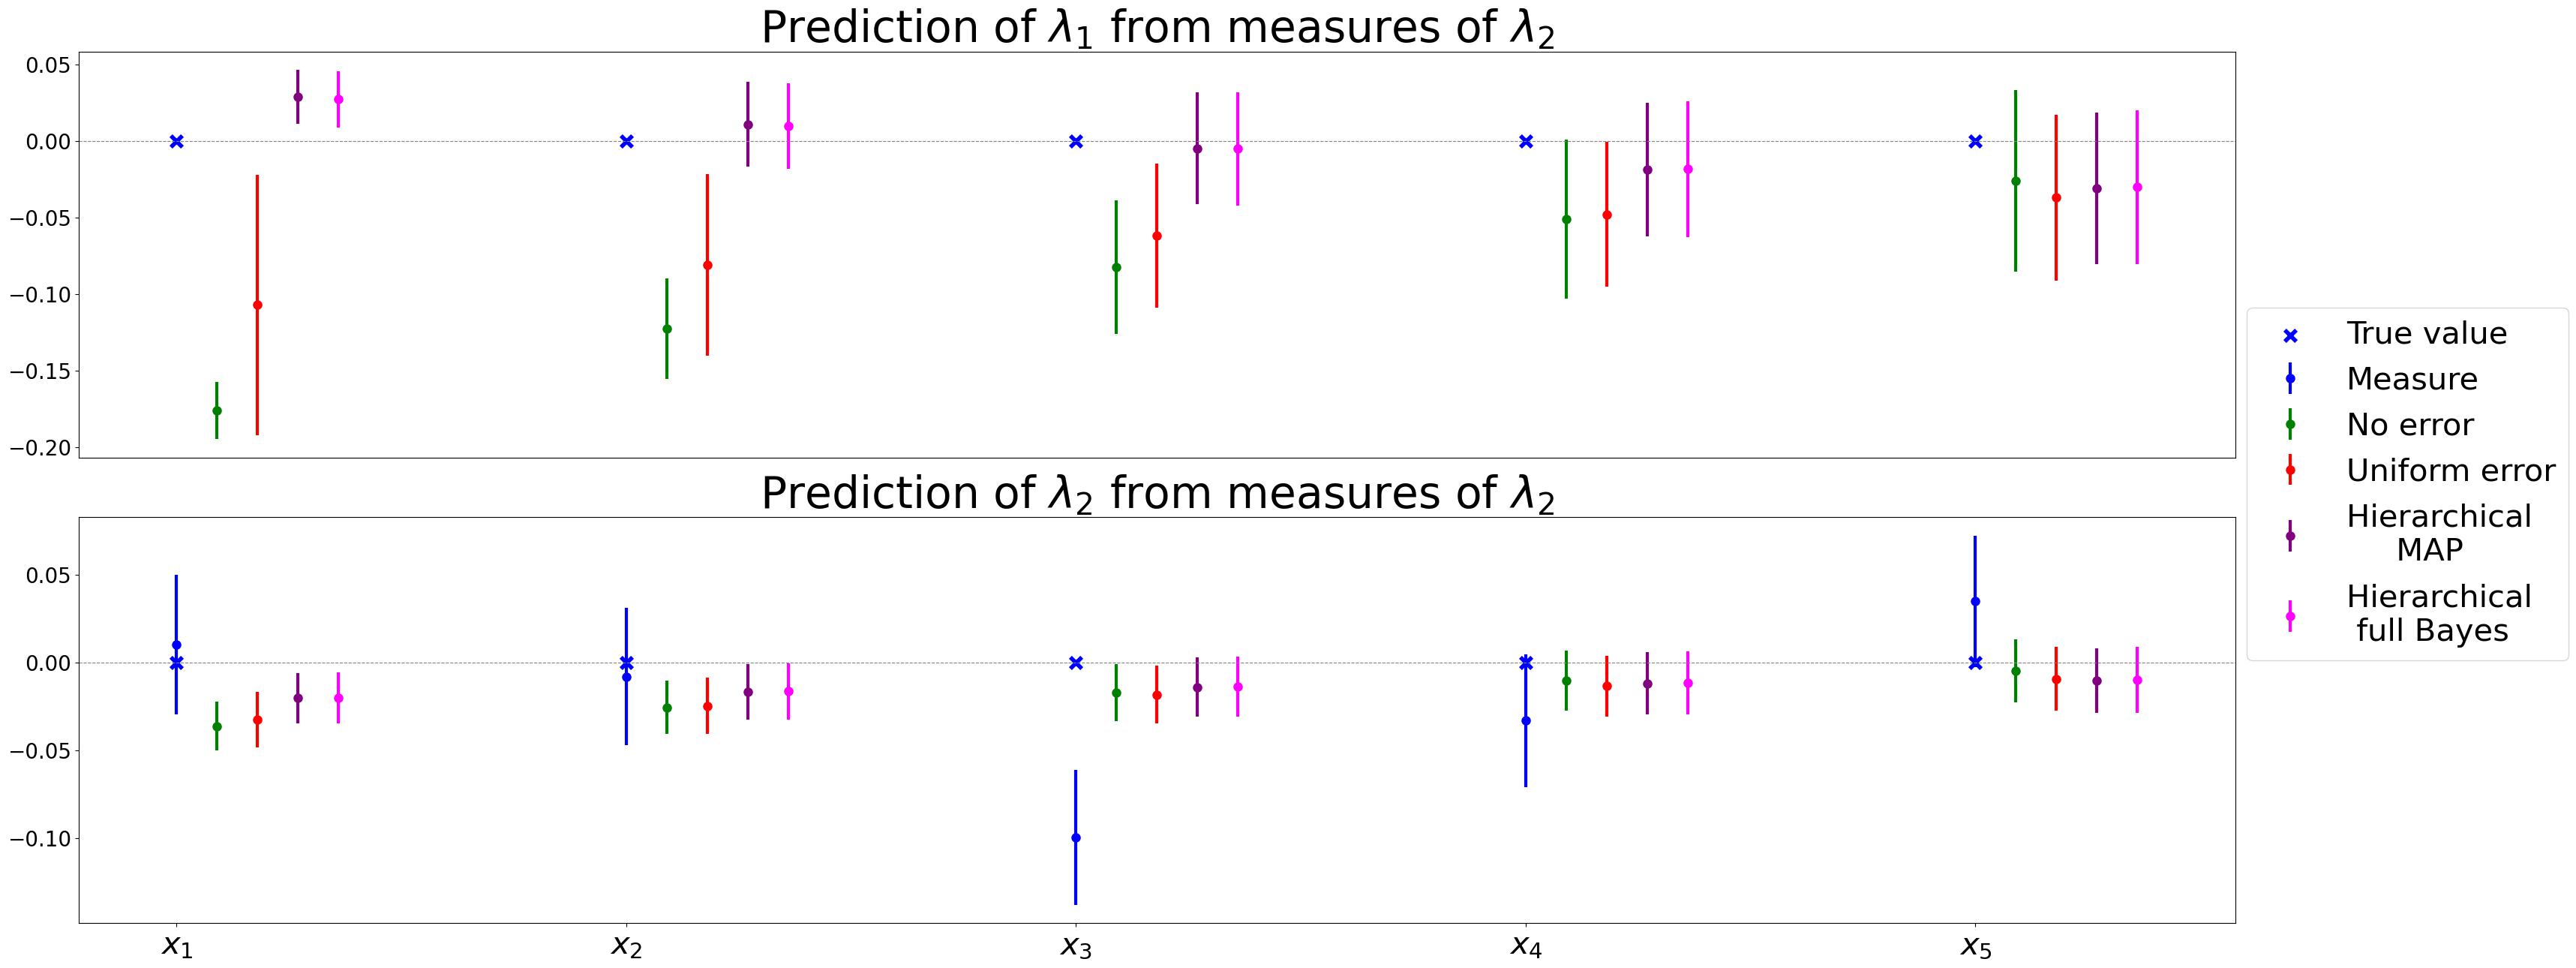 Prediction of λ₁ from measures of λ₂
0.05
0.00
−0.05
−0.10
−0.15
−0.20
Prediction of λ₂ from measures of λ₂
0.05
0.00
−0.05
−0.10
x₁ x₂ x₃ x₄ x₅
True value
Measure
No error
Uniform error
Hierarchical
MAP
Hierarchical
full Bayes